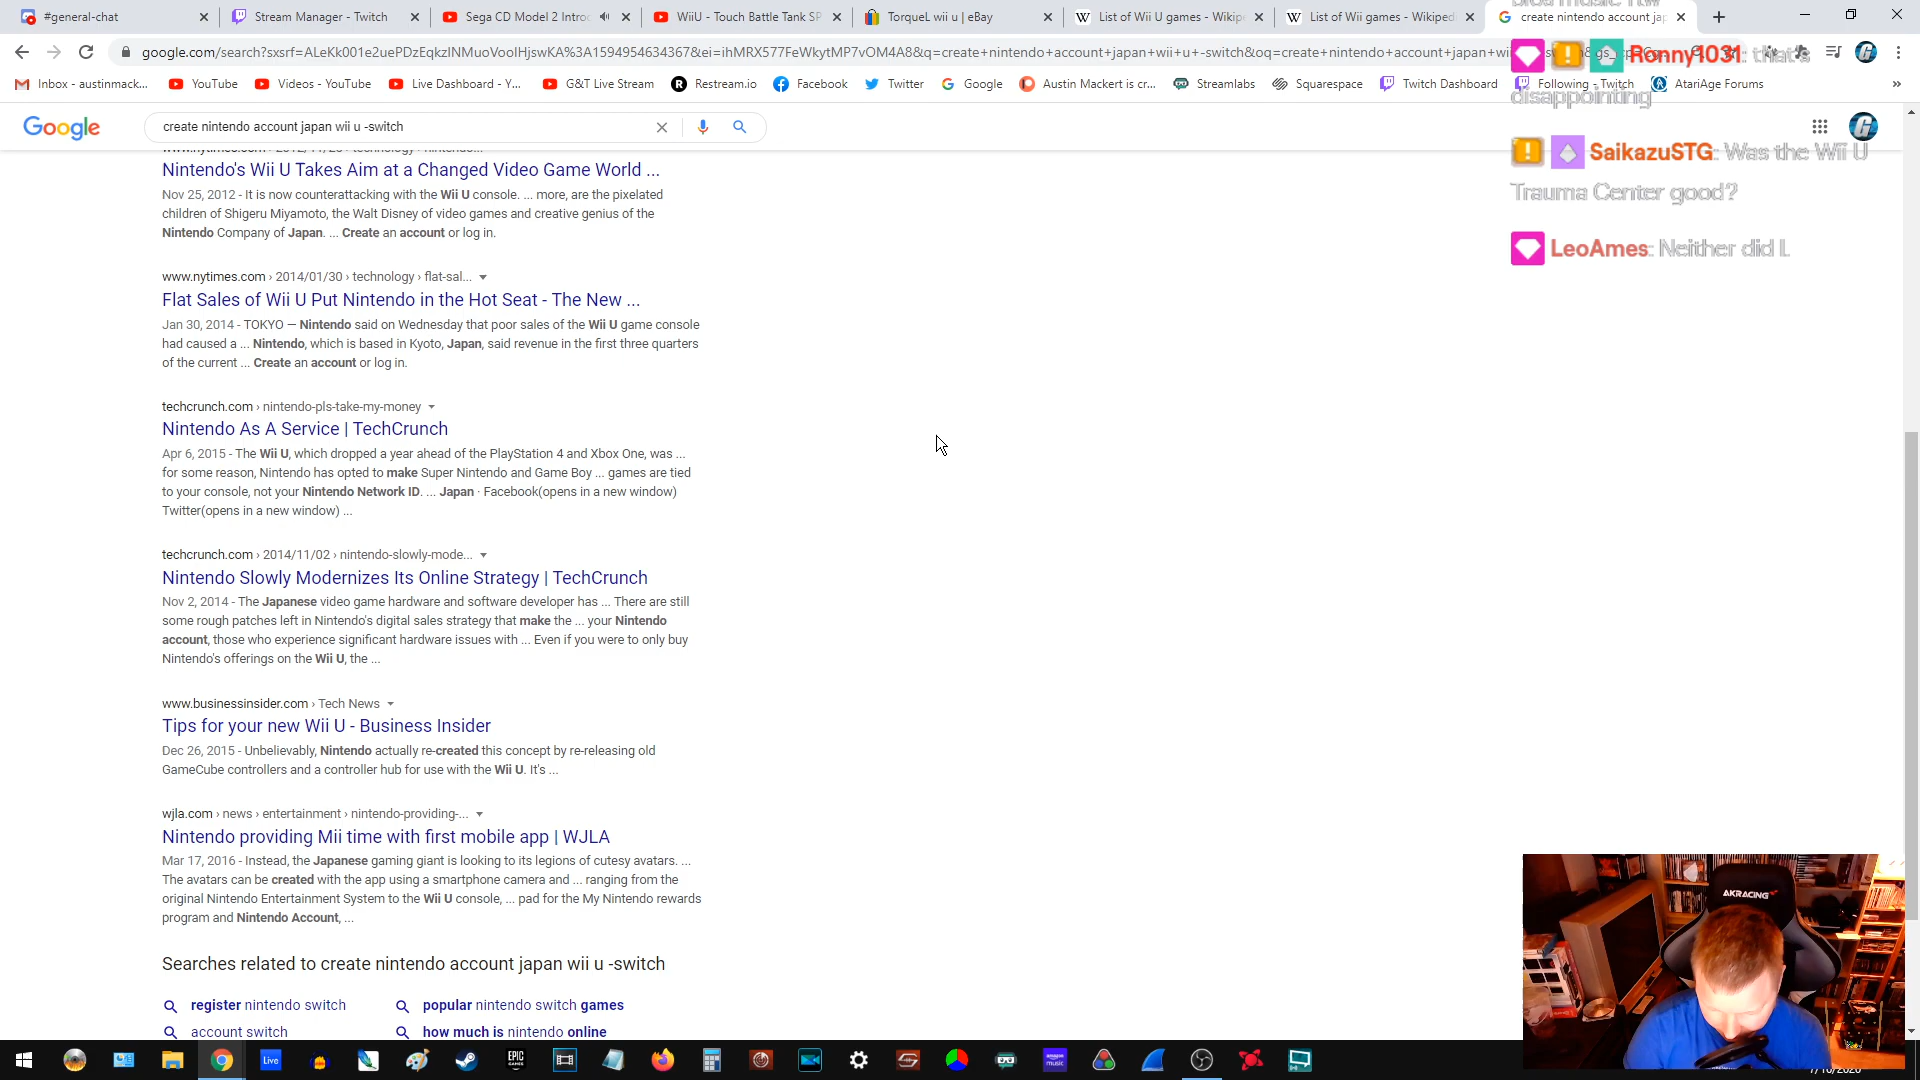 #general-chat
Stream Manager - Twitch
Sega CD Model 2 Introd
WiiU - Touch Battle Tank SP
TorqueL wii u | eBay
List of Wii U games - Wikip
List of Wii games - Wikiped
create nintendo account jap
Ronny1031: that's
disappointing
google.com/search?sxsrf=ALeKk001e2uePDzEqkzINMuoVooIHjswKA%3A1594954634367&ei=ihMRX577FeWkytMP7vOM4A8&q=create+nintendo+account+japan+wii+u+-switch&oq=create+nintendo+account+japan+wi
Inbox - austinmack...
YouTube
Videos - YouTube
Live Dashboard - Y...
G&T Live Stream
Restream.io
Facebook
Twitter
Google
Austin Mackert is cr...
Streamlabs
Squarespace
Twitch Dashboard
Following - Twitch
AtariAge Forums
»
Google
create nintendo account japan wii u -switch
SaikazuSTG: Was the Wii U
Trauma Center good?
LeoAmes: Neither did I.
Nintendo's Wii U Takes Aim at a Changed Video Game World ...
Nov 25, 2012 - It is now counterattacking with the Wii U console. ... more, are the pixelated
children of Shigeru Miyamoto, the Walt Disney of video games and creative genius of the
Nintendo Company of Japan. ... Create an account or log in.
www.nytimes.com › 2014/01/30 › technology › flat-sal...
Flat Sales of Wii U Put Nintendo in the Hot Seat - The New ...
Jan 30, 2014 - TOKYO — Nintendo said on Wednesday that poor sales of the Wii U game console
had caused a ... Nintendo, which is based in Kyoto, Japan, said revenue in the first three quarters
of the current ... Create an account or log in.
techcrunch.com › nintendo-pls-take-my-money
Nintendo As A Service | TechCrunch
Apr 6, 2015 - The Wii U, which dropped a year ahead of the PlayStation 4 and Xbox One, was ...
for some reason, Nintendo has opted to make Super Nintendo and Game Boy ... games are tied
to your console, not your Nintendo Network ID. ... Japan · Facebook(opens in a new window)
Twitter(opens in a new window) ...
techcrunch.com › 2014/11/02 › nintendo-slowly-mode...
Nintendo Slowly Modernizes Its Online Strategy | TechCrunch
Nov 2, 2014 - The Japanese video game hardware and software developer has ... There are still
some rough patches left in Nintendo's digital sales strategy that make the ... your Nintendo
account, those who experience significant hardware issues with ... Even if you were to only buy
Nintendo's offerings on the Wii U, the ...
www.businessinsider.com › Tech News
Tips for your new Wii U - Business Insider
Dec 26, 2015 - Unbelievably, Nintendo actually re-created this concept by re-releasing old
GameCube controllers and a controller hub for use with the Wii U. It's ...
wjla.com › news › entertainment › nintendo-providing-...
Nintendo providing Mii time with first mobile app | WJLA
Mar 17, 2016 - Instead, the Japanese gaming giant is looking to its legions of cutesy avatars. ...
The avatars can be created with the app using a smartphone camera and ... ranging from the
original Nintendo Entertainment System to the Wii U console, ... pad for the My Nintendo rewards
program and Nintendo Account, ...
Searches related to create nintendo account japan wii u -switch
register nintendo switch
popular nintendo switch games
account switch
how much is nintendo online
AKRACING
Live
EPIC
GAMES
amazon
music
7/16/2020